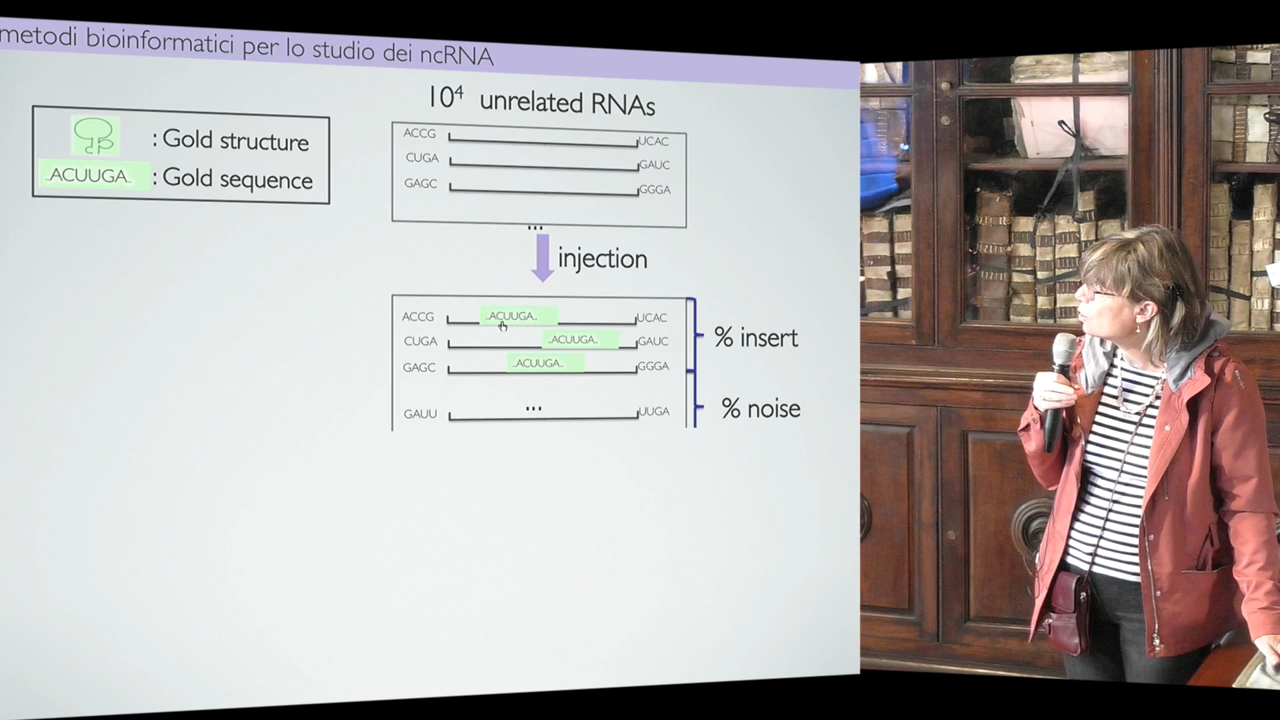 metodi bioinformatici per lo studio dei ncRNA
: Gold structure
..ACUUGA.. : Gold sequence
10⁴ unrelated RNAs
ACCG UCAC
CUGA GAUC
GAGC GGGA
...
injection
ACCG ..ACUUGA.. UCAC
CUGA ..ACUUGA.. GAUC
GAGC ..ACUUGA.. GGGA
% insert
...
GAUU UUGA
% noise